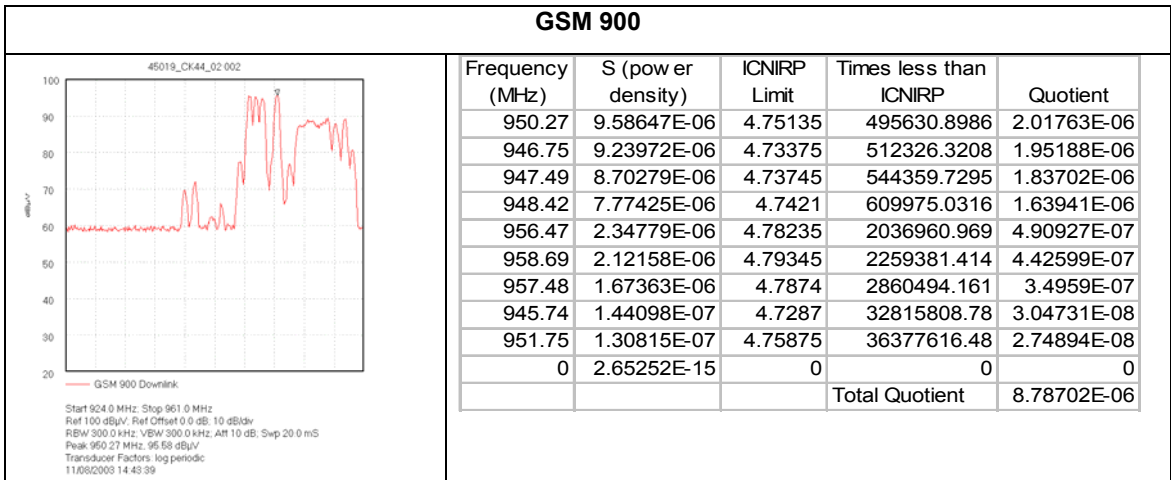 GSM 900
45019_CK44_02 002
100
90
80
70
60
50
40
30
20
dBµV
GSM 900 Downlink
Start 924.0 MHz; Stop 961.0 MHz
Ref 100 dBµV; Ref Offset 0.0 dB; 10 dB/div
RBW 300.0 kHz; VBW 300.0 kHz; Att 10 dB; Swp 20.0 mS
Peak 950.27 MHz, 95.58 dBµV
Transducer Factors: log periodic
11/08/2003 14:43:39
Frequency (MHz) S (pow er density) ICNIRP Limit Times less than ICNIRP Quotient
950.27 9.58647E-06 4.75135 495630.8986 2.01763E-06
946.75 9.23972E-06 4.73375 512326.3208 1.95188E-06
947.49 8.70279E-06 4.73745 544359.7295 1.83702E-06
948.42 7.77425E-06 4.7421 609975.0316 1.63941E-06
956.47 2.34779E-06 4.78235 2036960.969 4.90927E-07
958.69 2.12158E-06 4.79345 2259381.414 4.42599E-07
957.48 1.67363E-06 4.7874 2860494.161 3.4959E-07
945.74 1.44098E-07 4.7287 32815808.78 3.04731E-08
951.75 1.30815E-07 4.75875 36377616.48 2.74894E-08
0 2.65252E-15 0 0 0
Total Quotient 8.78702E-06